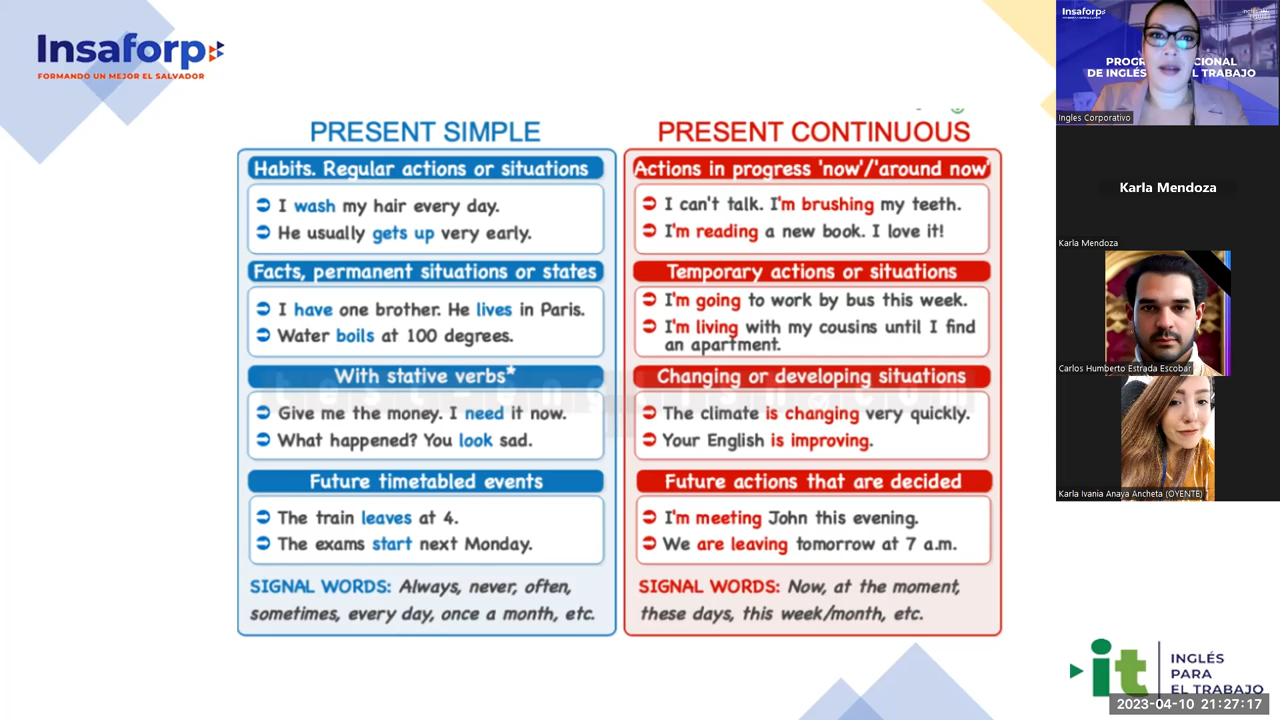 Insaforp
FORMANDO UN MEJOR EL SALVADOR
PRESENT SIMPLE
Habits. Regular actions or situations
I wash my hair every day.
He usually gets up very early.
Facts, permanent situations or states
I have one brother. He lives in Paris.
Water boils at 100 degrees.
With stative verbs*
Give me the money. I need it now.
What happened? You look sad.
Future timetabled events
The train leaves at 4.
The exams start next Monday.
SIGNAL WORDS: Always, never, often,
sometimes, every day, once a month, etc.
PRESENT CONTINUOUS
Actions in progress 'now'/'around now'
I can't talk. I'm brushing my teeth.
I'm reading a new book. I love it!
Temporary actions or situations
I'm going to work by bus this week.
I'm living with my cousins until I find
an apartment.
Changing or developing situations
The climate is changing very quickly.
Your English is improving.
Future actions that are decided
I'm meeting John this evening.
We are leaving tomorrow at 7 a.m.
SIGNAL WORDS: Now, at the moment,
these days, this week/month, etc.
Insaforp
DE INGLÉS
EL TRABAJO
Ingles Corporativo
Karla Mendoza
Karla Mendoza
Carlos Humberto Estrada Escobar
Karla Ivania Anaya Ancheta (OYENTE)
it
INGLÉS
PARA
EL TRABAJO
2023-04-10 21:27:17